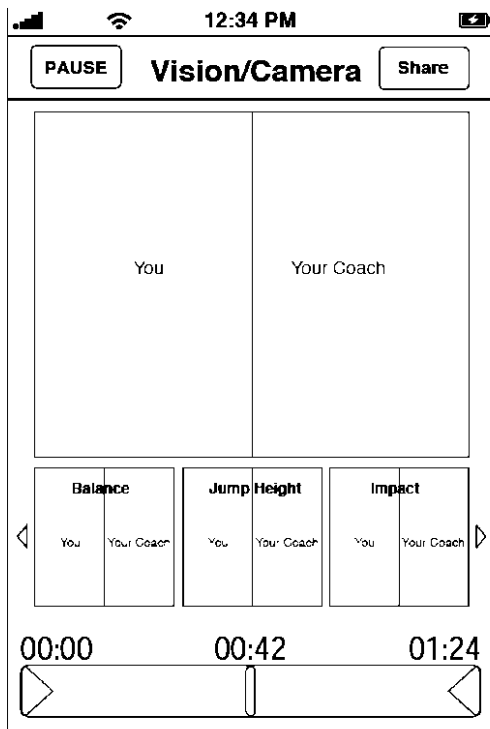 12:34 PM
PAUSE Vision/Camera Share
You Your Coach
Balance Jump Height Impact
You Your Coach You Your Coach You Your Coach
00:00 00:42 01:24